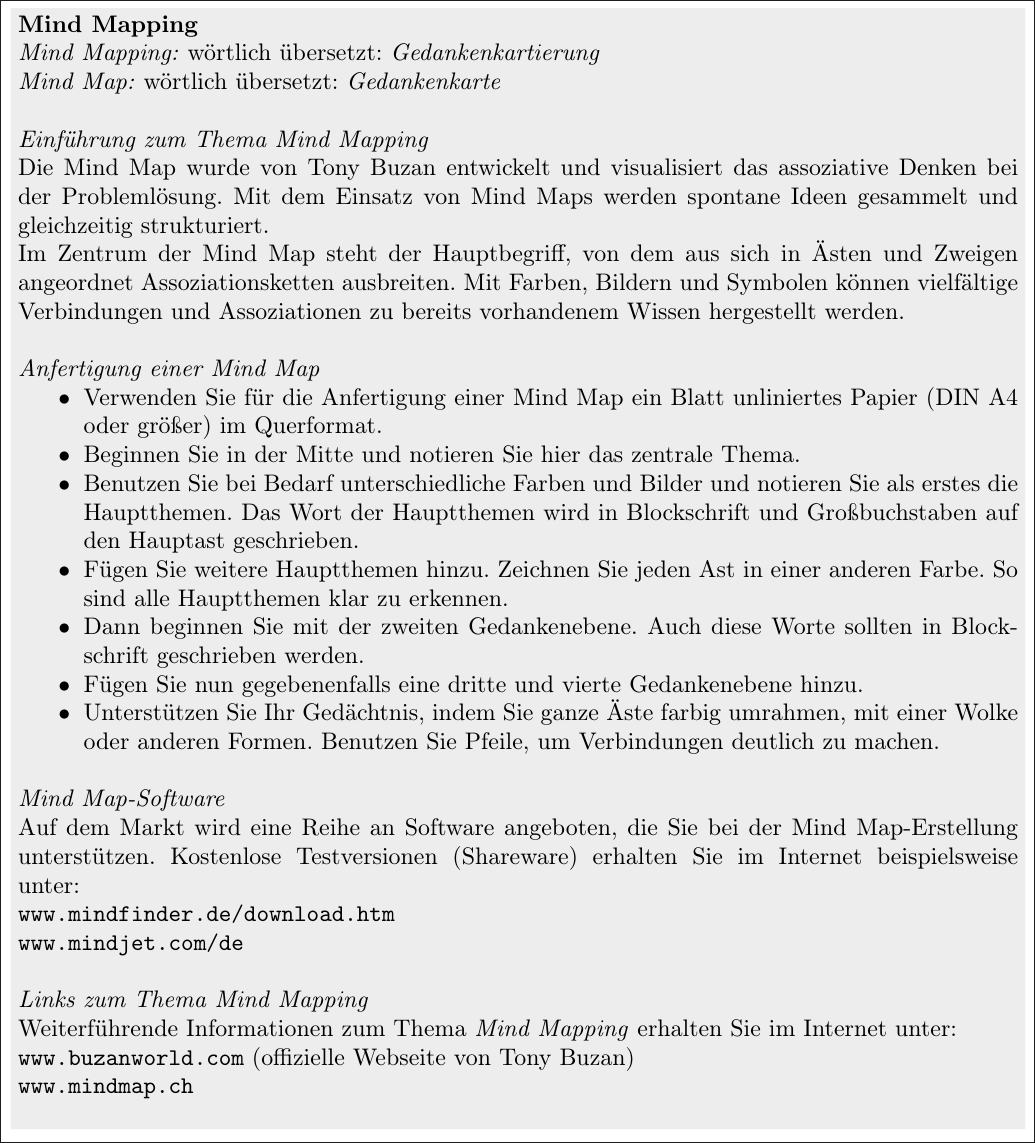 Mind Mapping
Mind Mapping: wörtlich übersetzt: Gedankenkartierung
Mind Map: wörtlich übersetzt: Gedankenkarte
Einführung zum Thema Mind Mapping
Die Mind Map wurde von Tony Buzan entwickelt und visualisiert das assoziative Denken bei
der Problemlösung. Mit dem Einsatz von Mind Maps werden spontane Ideen gesammelt und
gleichzeitig strukturiert.
Im Zentrum der Mind Map steht der Hauptbegriff, von dem aus sich in Ästen und Zweigen
angeordnet Assoziationsketten ausbreiten. Mit Farben, Bildern und Symbolen können vielfältige
Verbindungen und Assoziationen zu bereits vorhandenem Wissen hergestellt werden.
Anfertigung einer Mind Map
• Verwenden Sie für die Anfertigung einer Mind Map ein Blatt unliniertes Papier (DIN A4
oder größer) im Querformat.
• Beginnen Sie in der Mitte und notieren Sie hier das zentrale Thema.
• Benutzen Sie bei Bedarf unterschiedliche Farben und Bilder und notieren Sie als erstes die
Hauptthemen. Das Wort der Hauptthemen wird in Blockschrift und Großbuchstaben auf
den Hauptast geschrieben.
• Fügen Sie weitere Hauptthemen hinzu. Zeichnen Sie jeden Ast in einer anderen Farbe. So
sind alle Hauptthemen klar zu erkennen.
• Dann beginnen Sie mit der zweiten Gedankenebene. Auch diese Worte sollten in Block-
schrift geschrieben werden.
• Fügen Sie nun gegebenenfalls eine dritte und vierte Gedankenebene hinzu.
• Unterstützen Sie Ihr Gedächtnis, indem Sie ganze Äste farbig umrahmen, mit einer Wolke
oder anderen Formen. Benutzen Sie Pfeile, um Verbindungen deutlich zu machen.
Mind Map-Software
Auf dem Markt wird eine Reihe an Software angeboten, die Sie bei der Mind Map-Erstellung
unterstützen. Kostenlose Testversionen (Shareware) erhalten Sie im Internet beispielsweise
unter:
www.mindfinder.de/download.htm
www.mindjet.com/de
Links zum Thema Mind Mapping
Weiterführende Informationen zum Thema Mind Mapping erhalten Sie im Internet unter:
www.buzanworld.com (offizielle Webseite von Tony Buzan)
www.mindmap.ch